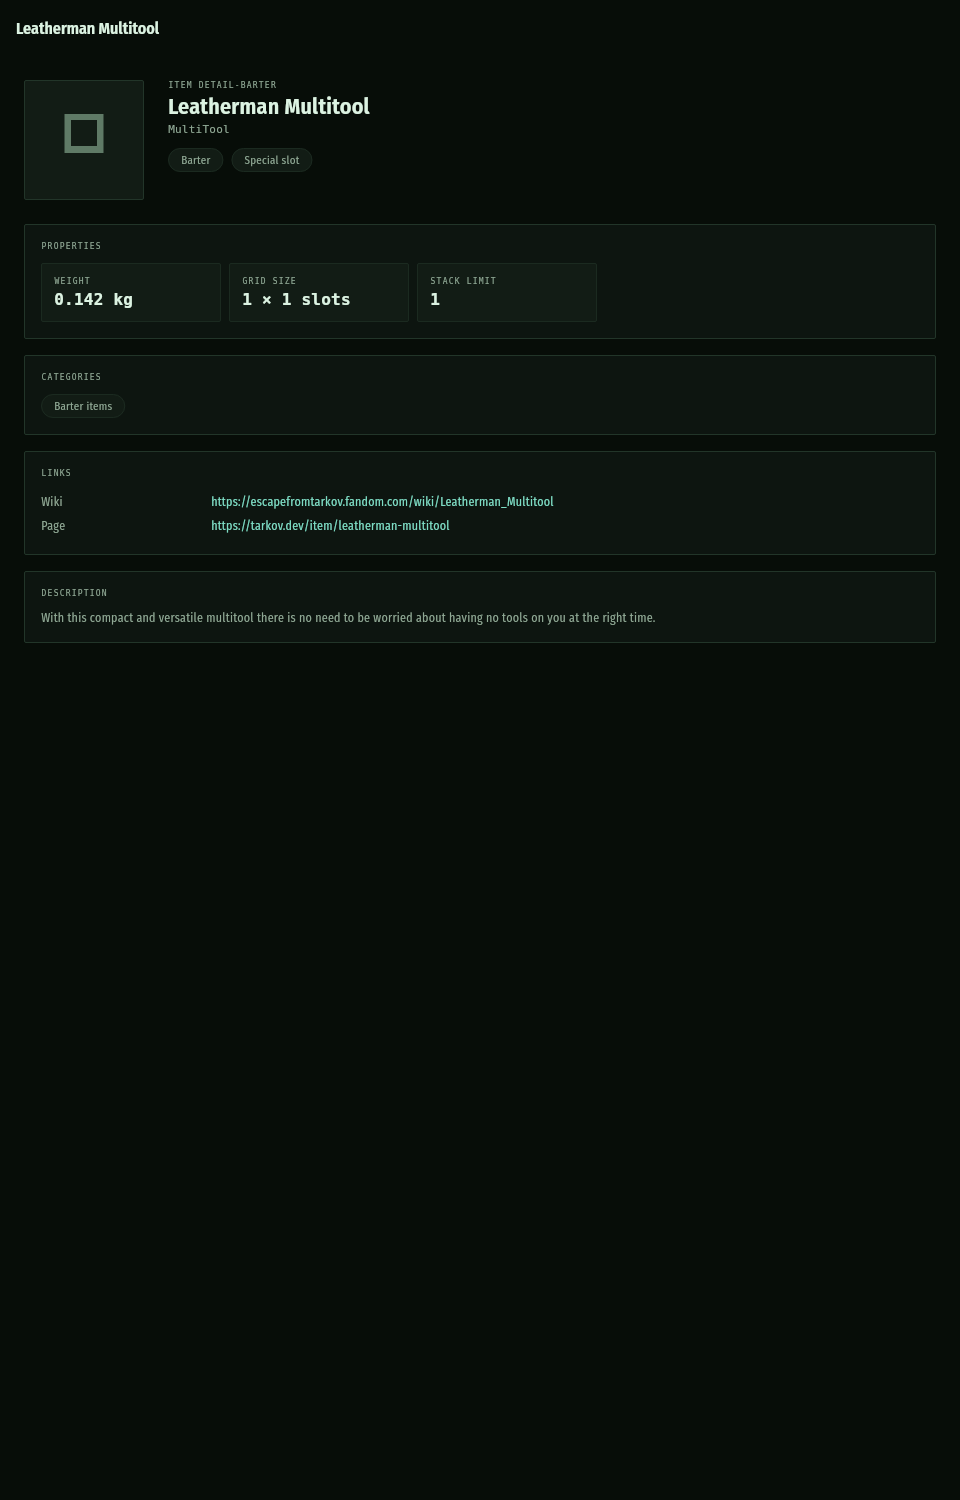 Leatherman Multitool
ITEM DETAIL-BARTER
Leatherman Multitool
MultiTool
Barter
Special slot
PROPERTIES
WEIGHT
0.142 kg
GRID SIZE
1 × 1 slots
STACK LIMIT
1
CATEGORIES
Barter items
LINKS
Wiki https://escapefromtarkov.fandom.com/wiki/Leatherman_Multitool
Page https://tarkov.dev/item/leatherman-multitool
DESCRIPTION
With this compact and versatile multitool there is no need to be worried about having no tools on you at the right time.